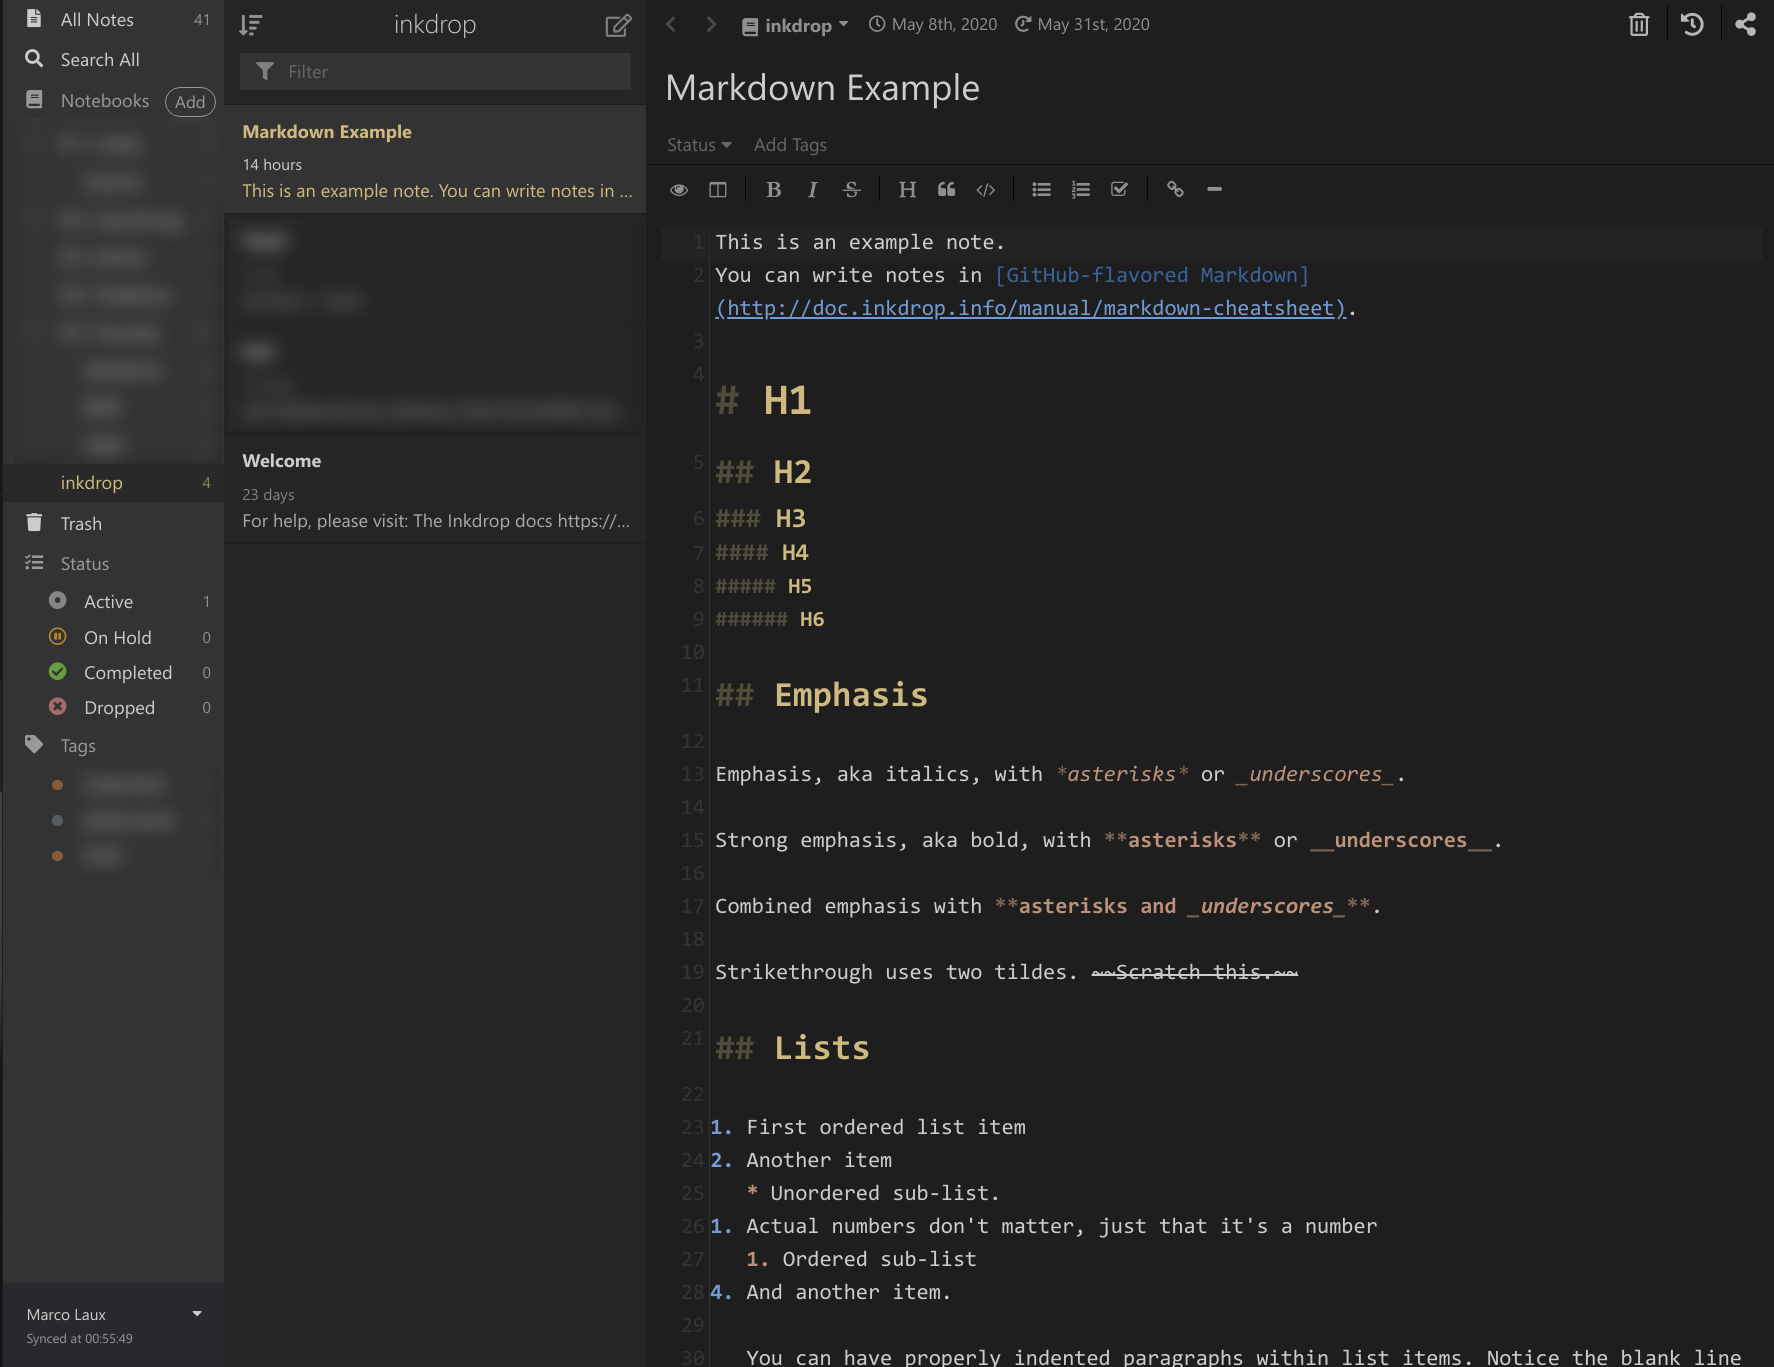 All Notes 41
Search All
Notebooks Add
inkdrop 4
Trash
Status
Active 1
On Hold 0
Completed 0
Dropped 0
Tags
Marco Laux
Synced at 00:55:49
inkdrop
Filter
Markdown Example
14 hours
This is an example note. You can write notes in ...
Welcome
23 days
For help, please visit: The Inkdrop docs https://...
inkdrop May 8th, 2020 May 31st, 2020
Markdown Example
Status Add Tags
B I S H </>
1 This is an example note.
2 You can write notes in [GitHub-flavored Markdown]
(http://doc.inkdrop.info/manual/markdown-cheatsheet).
3
4 # H1
5 ## H2
6 ### H3
7 #### H4
8 ##### H5
9 ###### H6
10
11 ## Emphasis
12
13 Emphasis, aka italics, with *asterisks* or _underscores_.
14
15 Strong emphasis, aka bold, with **asterisks** or __underscores__.
16
17 Combined emphasis with **asterisks and _underscores_**.
18
19 Strikethrough uses two tildes. ~~Scratch this.~~
20
21 ## Lists
22
23 1. First ordered list item
24 2. Another item
25 * Unordered sub-list.
26 1. Actual numbers don't matter, just that it's a number
27 1. Ordered sub-list
28 4. And another item.
29
30 You can have properly indented paragraphs within list items. Notice the blank line